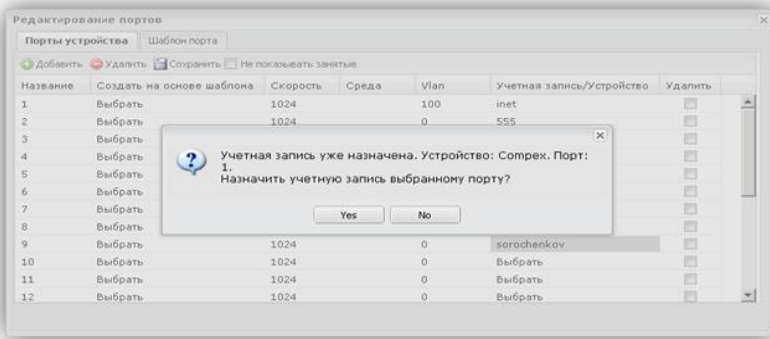 Редактирование портов
Порты устройства Шаблон порта
Добавить Удалить Сохранить Не показывать занятые
Название Создать на основе шаблона Скорость Среда Vlan Учетная запись/Устройство Удалить
1 Выбрать 1024 100 inet
2 Выбрать 1024 0 555
3 Выбрать
4 Выбрать
5 Выбрать
6 Выбрать
7 Выбрать
8 Выбрать
Учетная запись уже назначена. Устройство: Compex. Порт:
1.
Назначить учетную запись выбранному порту?
Yes No
9 Выбрать 1024 0 sorochenkov
10 Выбрать 1024 0 Выбрать
11 Выбрать 1024 0 Выбрать
12 Выбрать 1024 0 Выбрать